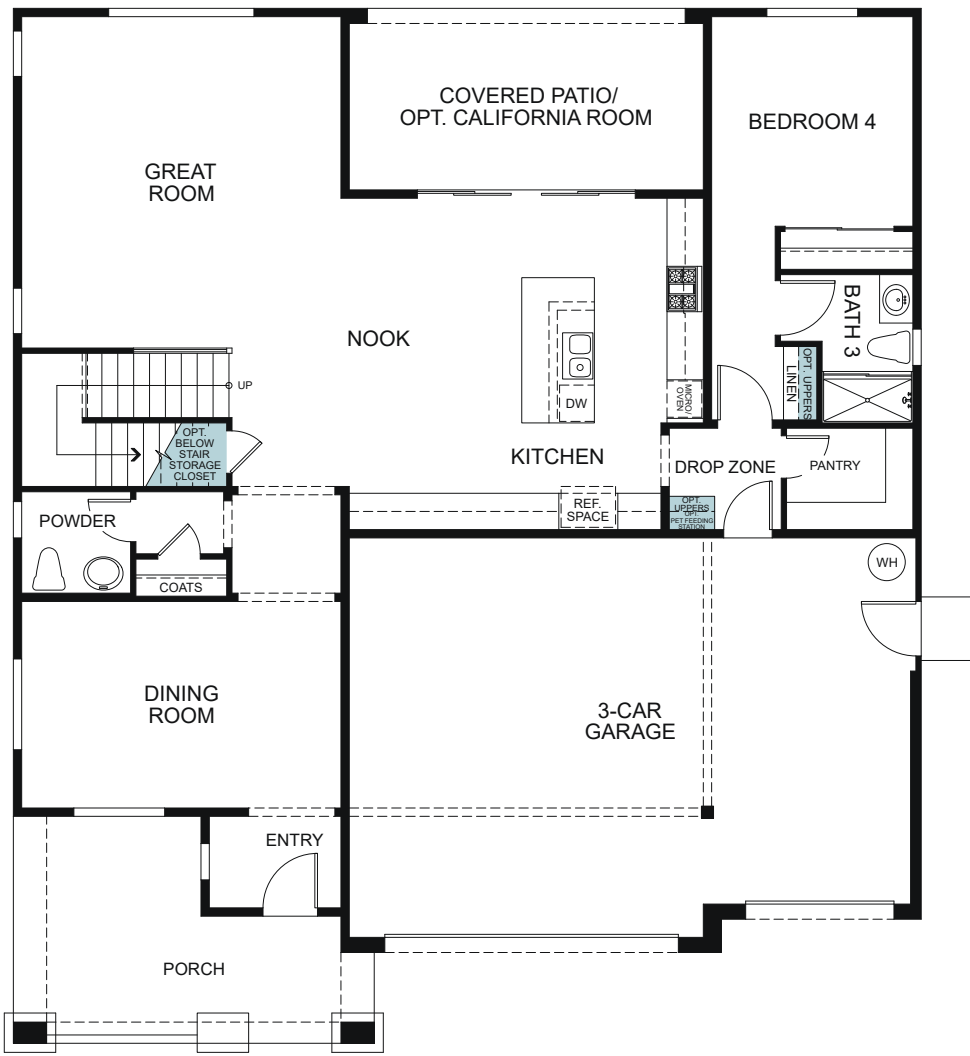 COVERED PATIO/
OPT. CALIFORNIA ROOM
BEDROOM 4
GREAT
ROOM
BATH 3
NOOK
OPT. UPPERS
LINEN
UP
MICRO/
OVEN
DW
OPT.
BELOW
STAIR
STORAGE
CLOSET
KITCHEN
DROP ZONE
PANTRY
REF.
SPACE
OPT.
UPPERS
OPT.
PET FEEDING
STATION
POWDER
COATS
WH
DINING
ROOM
3-CAR
GARAGE
ENTRY
PORCH